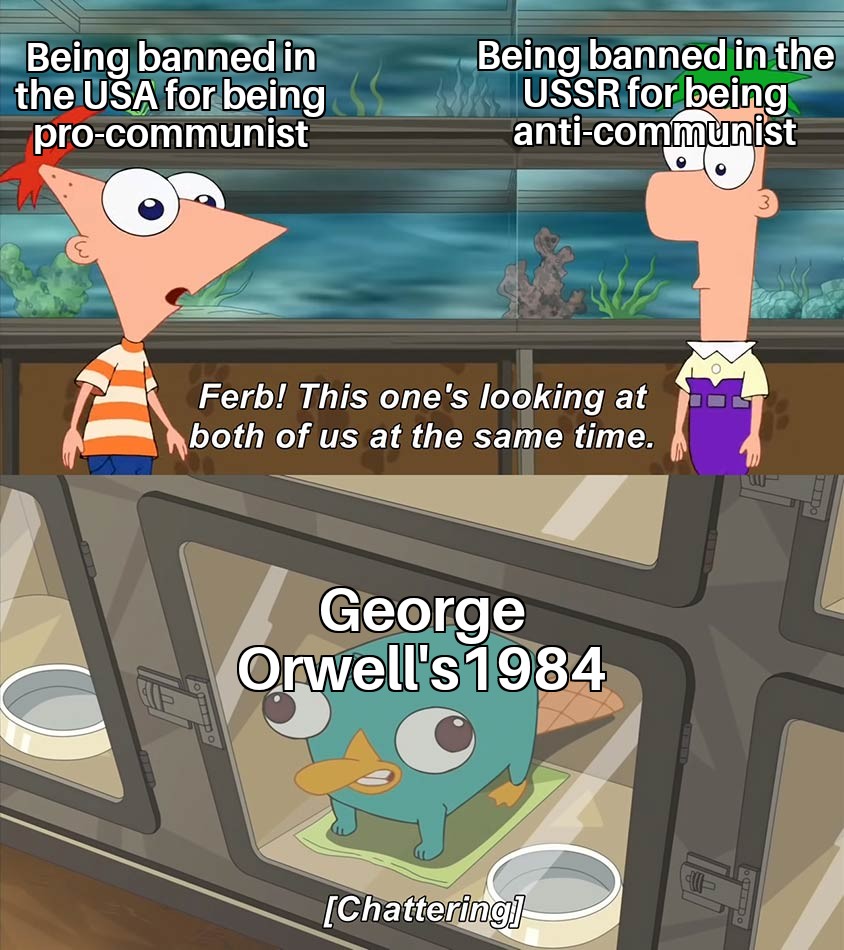 Being banned in
the USA for being
pro-communist
Being banned in the
USSR for being
anti-communist
Ferb! This one's looking at
both of us at the same time.
George
Orwell's1984
[Chattering]